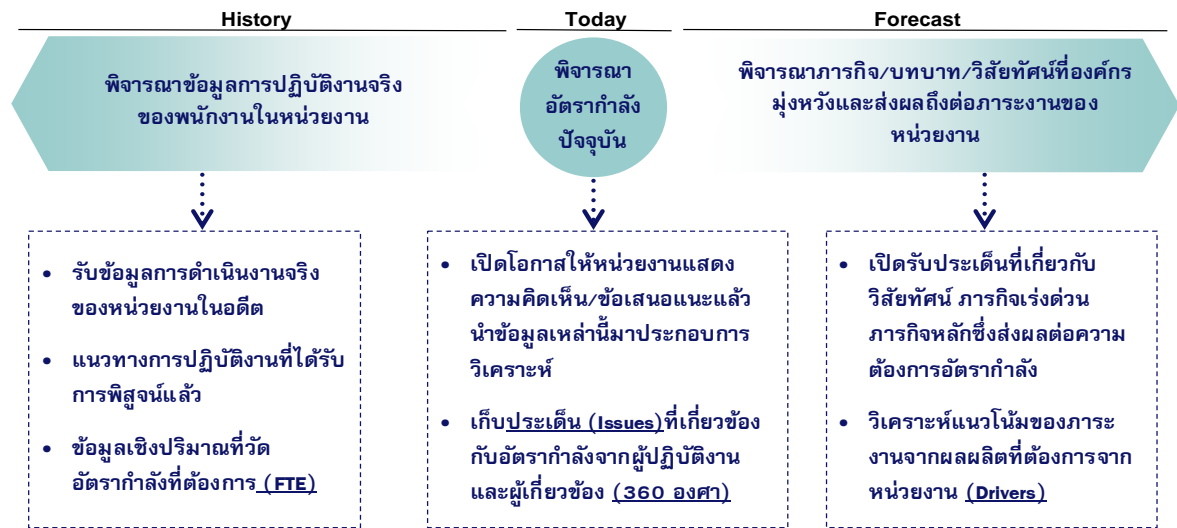 History
Today
Forecast
พิจารณาข้อมูลการปฏิบัติงานจริง
ของพนักงานในหน่วยงาน
พิจารณา
อัตรากำลัง
ปัจจุบัน
พิจารณาภารกิจ/บทบาท/วิสัยทัศน์ที่องค์กร
มุ่งหวังและส่งผลถึงต่อภาระงานของ
หน่วยงาน
• รับข้อมูลการดำเนินงานจริง
ของหน่วยงานในอดีต
• แนวทางการปฏิบัติงานที่ได้รับ
การพิสูจน์แล้ว
• ข้อมูลเชิงปริมาณที่วัด
อัตรากำลังที่ต้องการ (FTE)
• เปิดโอกาสให้หน่วยงานแสดง
ความคิดเห็น/ข้อเสนอแนะแล้ว
นำข้อมูลเหล่านี้มาประกอบการ
วิเคราะห์
• เก็บประเด็น (Issues)ที่เกี่ยวข้อง
กับอัตรากำลังจากผู้ปฏิบัติงาน
และผู้เกี่ยวข้อง (360 องศา)
• เปิดรับประเด็นที่เกี่ยวกับ
วิสัยทัศน์ ภารกิจเร่งด่วน
ภารกิจหลักซึ่งส่งผลต่อความ
ต้องการอัตรากำลัง
• วิเคราะห์แนวโน้มของภาระ
งานจากผลผลิตที่ต้องการจาก
หน่วยงาน (Drivers)